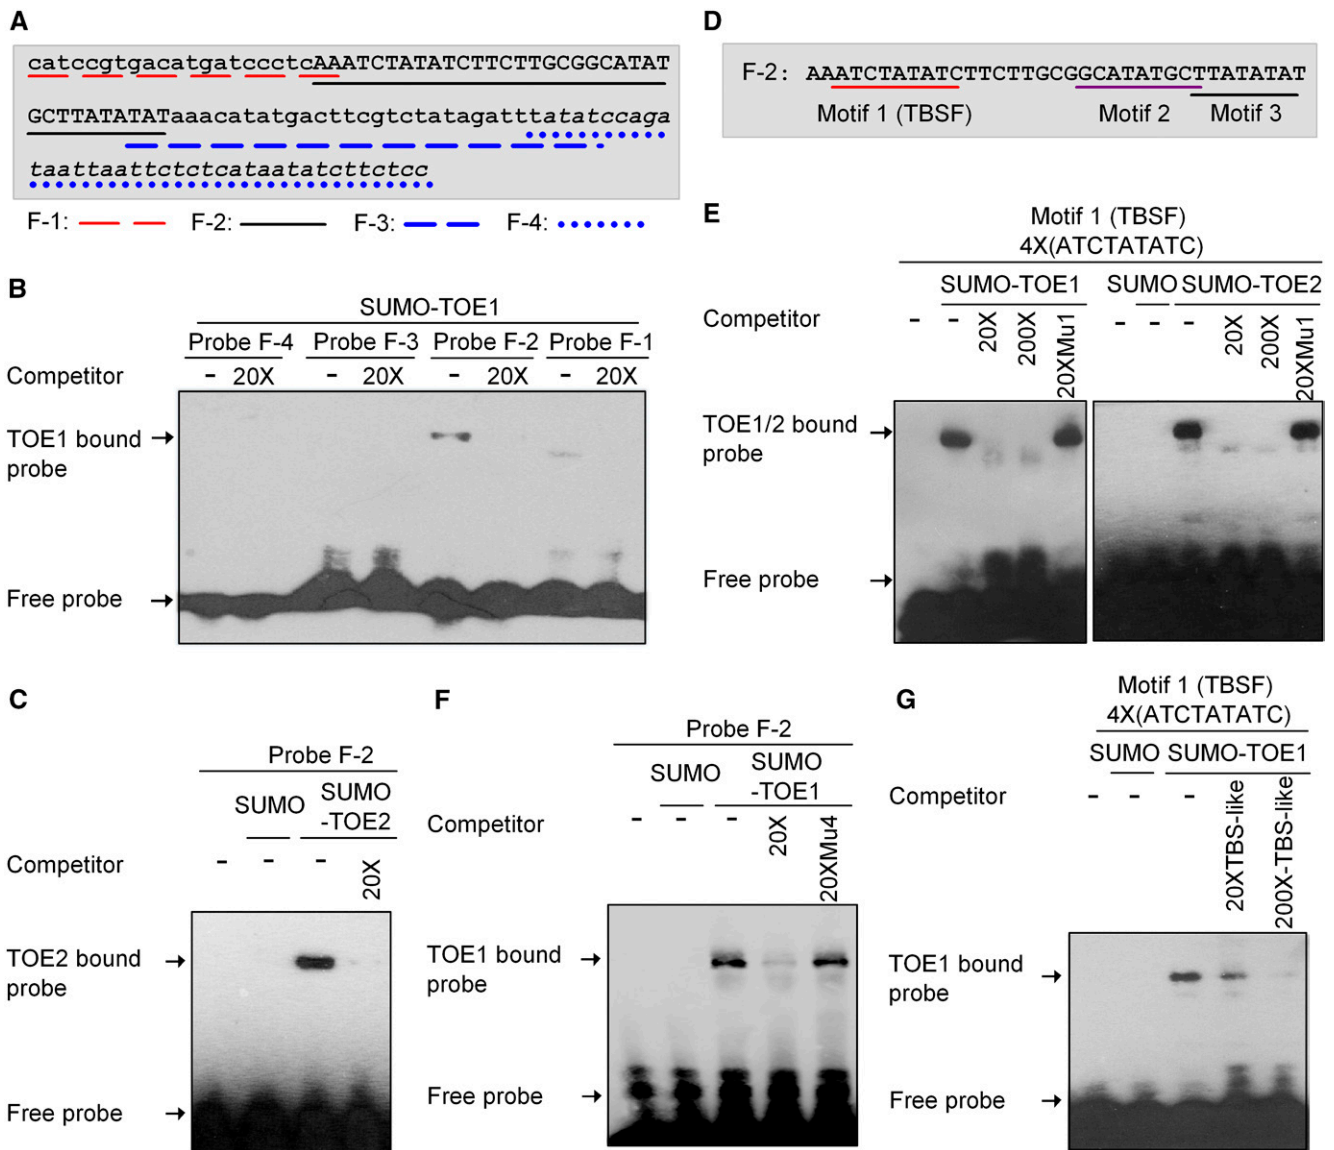 A
catccgtgacatgatccctcAAATCTATATCTTCTTGCGGCATAT
GCTTATATATaaacatatgacttcgtctatagatttatatccaga
taattaattctctcataatatcttctcc
F-1:
F-2:
F-3:
F-4:
B
SUMO-TOE1
Probe F-4 Probe F-3 Probe F-2 Probe F-1
Competitor - 20X - 20X - 20X - 20X
TOE1 bound
probe
Free probe
C
Probe F-2
SUMO SUMO
-TOE2
Competitor - - - 20X
TOE2 bound
probe
Free probe
D
F-2: AAATCTATATCTTCTTGCGGCATATGCTTATATAT
Motif 1 (TBSF) Motif 2 Motif 3
E
Motif 1 (TBSF)
4X(ATCTATATC)
SUMO-TOE1 SUMO SUMO-TOE2
Competitor - - 20X 200X 20XMu1 - - - 20X 200X 20XMu1
TOE1/2 bound
probe
Free probe
F
Probe F-2
SUMO SUMO
-TOE1
Competitor - - - 20X 20XMu4
TOE1 bound
probe
Free probe
G
Motif 1 (TBSF)
4X(ATCTATATC)
SUMO SUMO-TOE1
Competitor - - - 20XTBS-like 200X-TBS-like
TOE1 bound
probe
Free probe